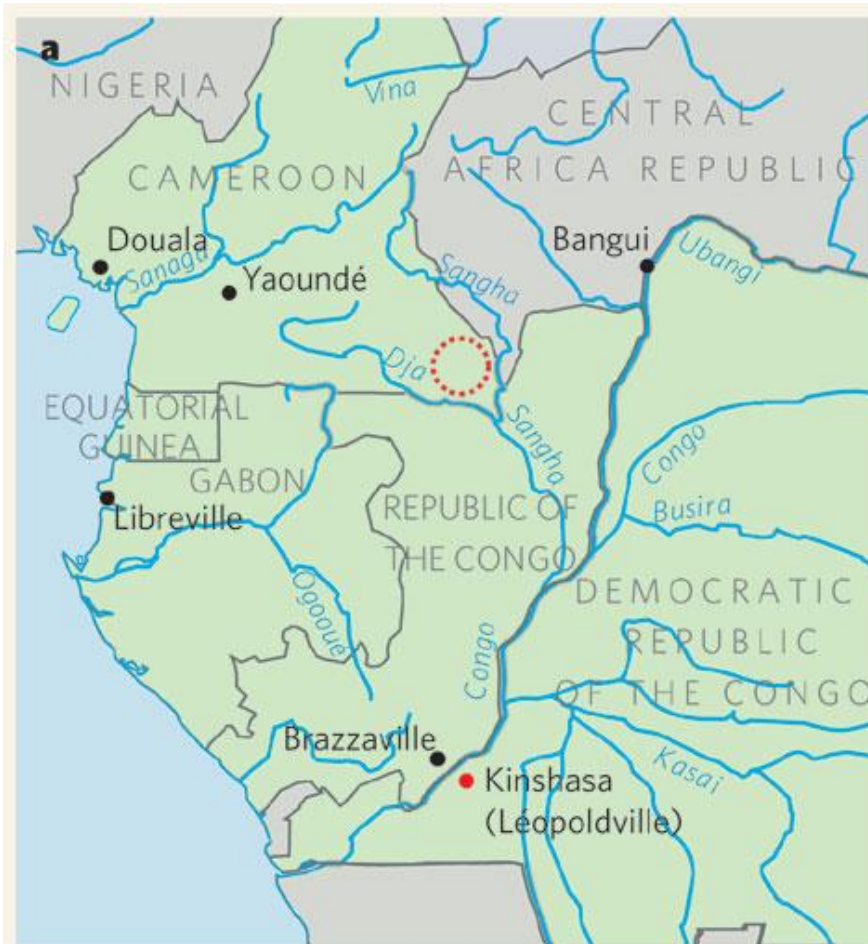 a
NIGERIA
Vina
CENTRAL
AFRICA REPUBLIC
CAMEROON
Douala
Sanaga
Yaoundé
Sangha
Bangui
Ubangi
Dja
Sangha
EQUATORIAL
GUINEA
GABON
Libreville
REPUBLIC OF
THE CONGO
Congo
Busira
Ogooué
DEMOCRATIC
REPUBLIC
OF THE CONGO
Congo
Brazzaville
Kinshasa
(Léopoldville)
Kasai